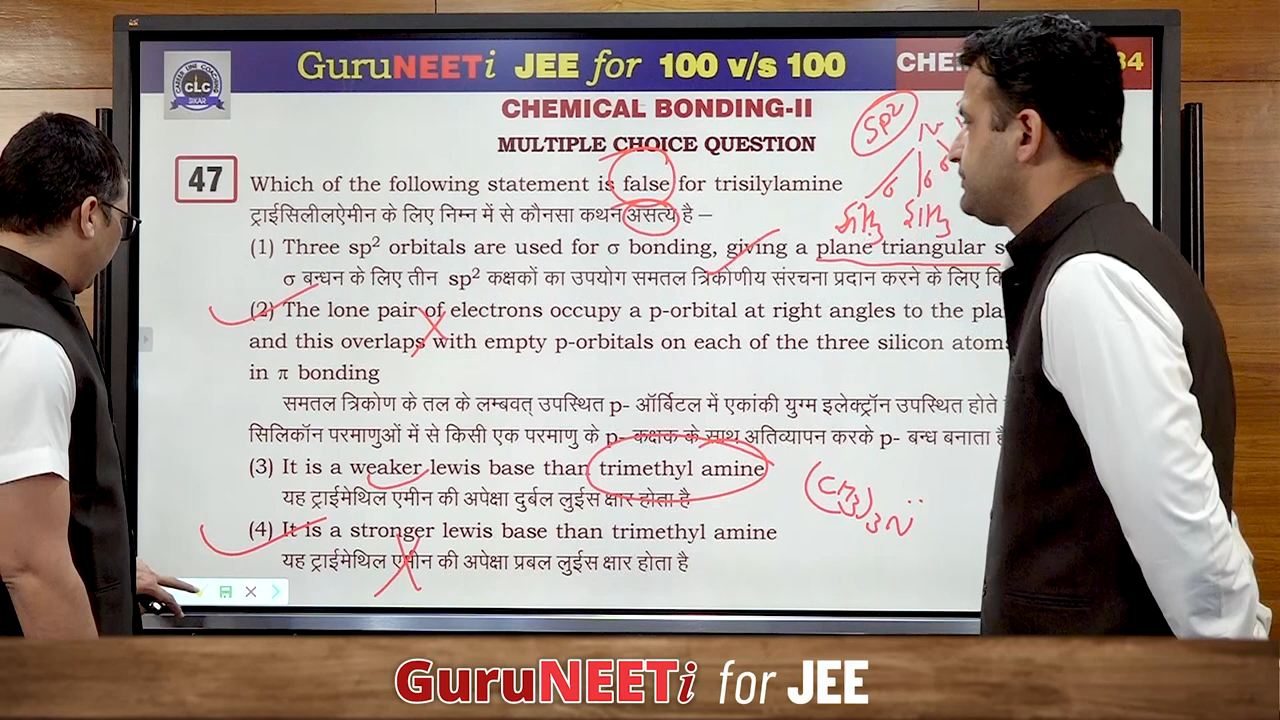 GuruNEETi JEE for 100 v/s 100
84
CLC
SIKAR
CHEMICAL BONDING-II
MULTIPLE CHOICE QUESTION
sp²
N
47
Which of the following statement is false for trisilylamine
σ σ σ
ट्राईसिलीलऐमीन के लिए निम्न में से कौनसा कथन असत्य है –
SiH₃ SiH₃
(1) Three sp² orbitals are used for σ bonding, giving a plane triangular
σ बन्धन के लिए तीन sp² कक्षकों का उपयोग समतल त्रिकोणीय संरचना प्रदान करने के लिए
(2) The lone pair of electrons occupy a p-orbital at right angles to the
and this overlaps with empty p-orbitals on each of the three silicon
in π bonding
समतल त्रिकोण के तल के लम्बवत् उपस्थित p- ऑर्बिटल में एकांकी युग्म इलेक्ट्रॉन उपस्थित होते
सिलिकॉन परमाणुओं में से किसी एक परमाणु के p- कक्षक के साथ अतिव्यापन करके p- बन्ध बनाता
(3) It is a weaker lewis base than trimethyl amine
यह ट्राईमेथिल एमीन की अपेक्षा दुर्बल लुईस क्षार होता है
(CH₃)₃N̈
(4) It is a stronger lewis base than trimethyl amine
यह ट्राईमेथिल एमीन की अपेक्षा प्रबल लुईस क्षार होता है
GuruNEETi for JEE